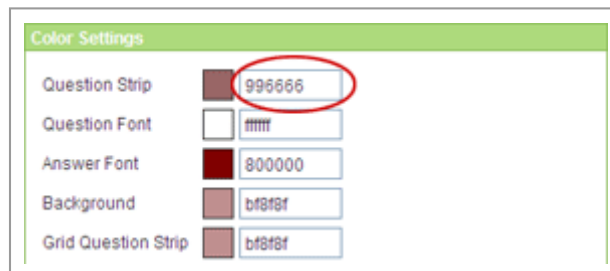 Color Settings
Question Strip 996666
Question Font ffffff
Answer Font 800000
Background bf8f8f
Grid Question Strip bf8f8f